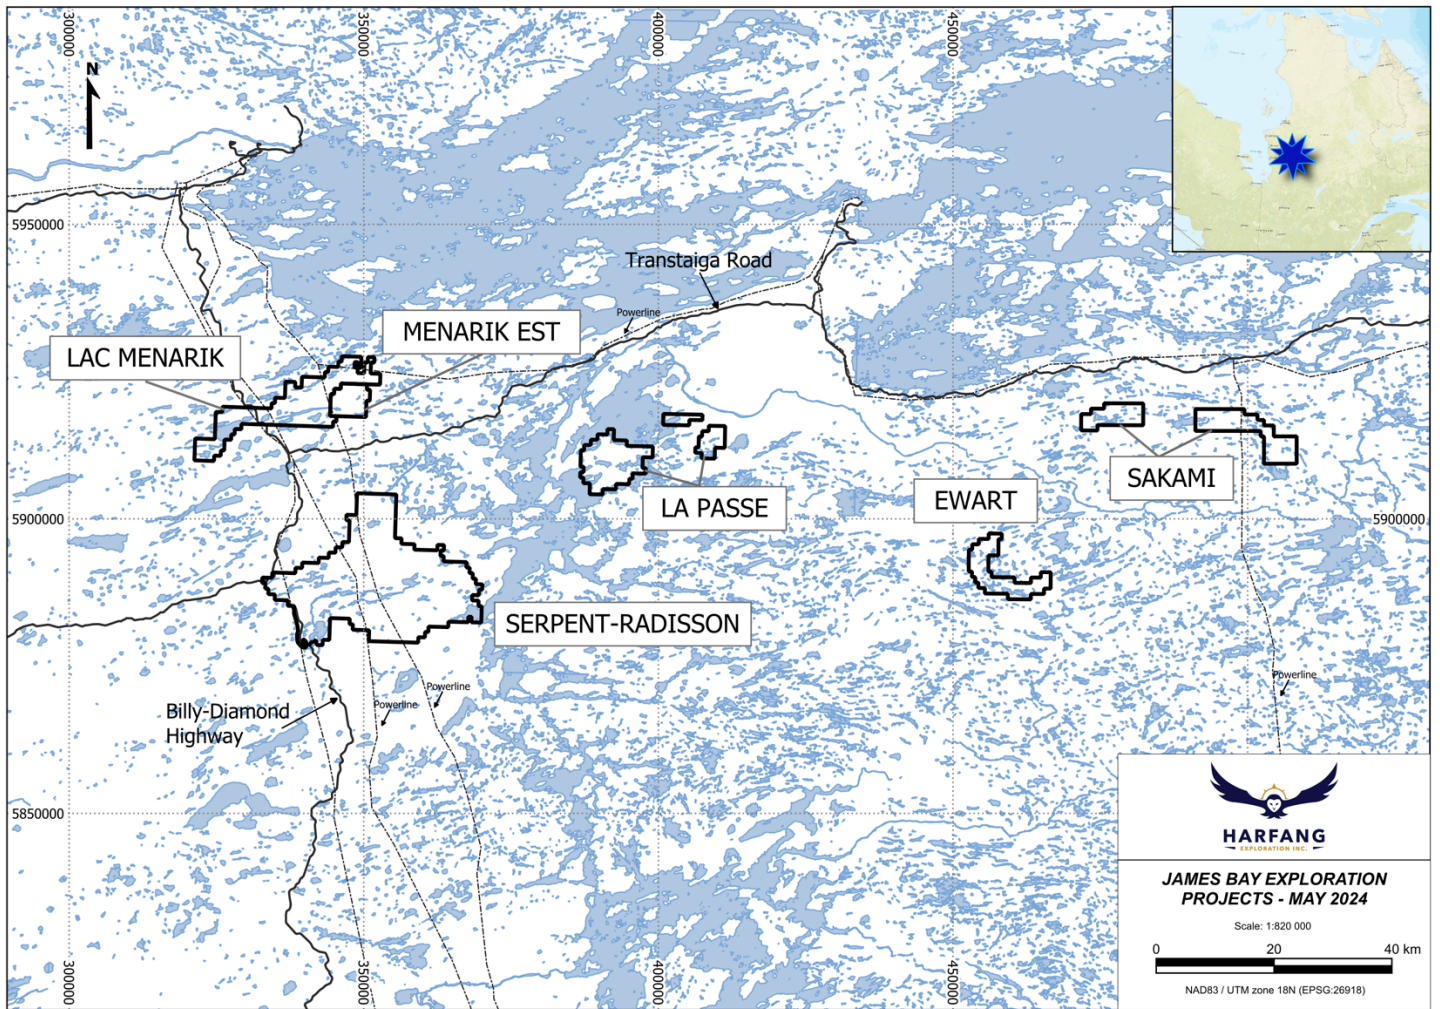 300000
350000
400000
450000
N
5950000
Transtaiga Road
Powerline
MENARIK EST
LAC MENARIK
SAKAMI
LA PASSE
EWART
5900000
5900000
SERPENT-RADISSON
Powerline
Powerline
Powerline
Billy-Diamond
Highway
5850000
HARFANG
EXPLORATION INC.
JAMES BAY EXPLORATION
PROJECTS - MAY 2024
Scale: 1:820 000
0 20 40 km
NAD83 / UTM zone 18N (EPSG:26918)
300000
350000
400000
450000